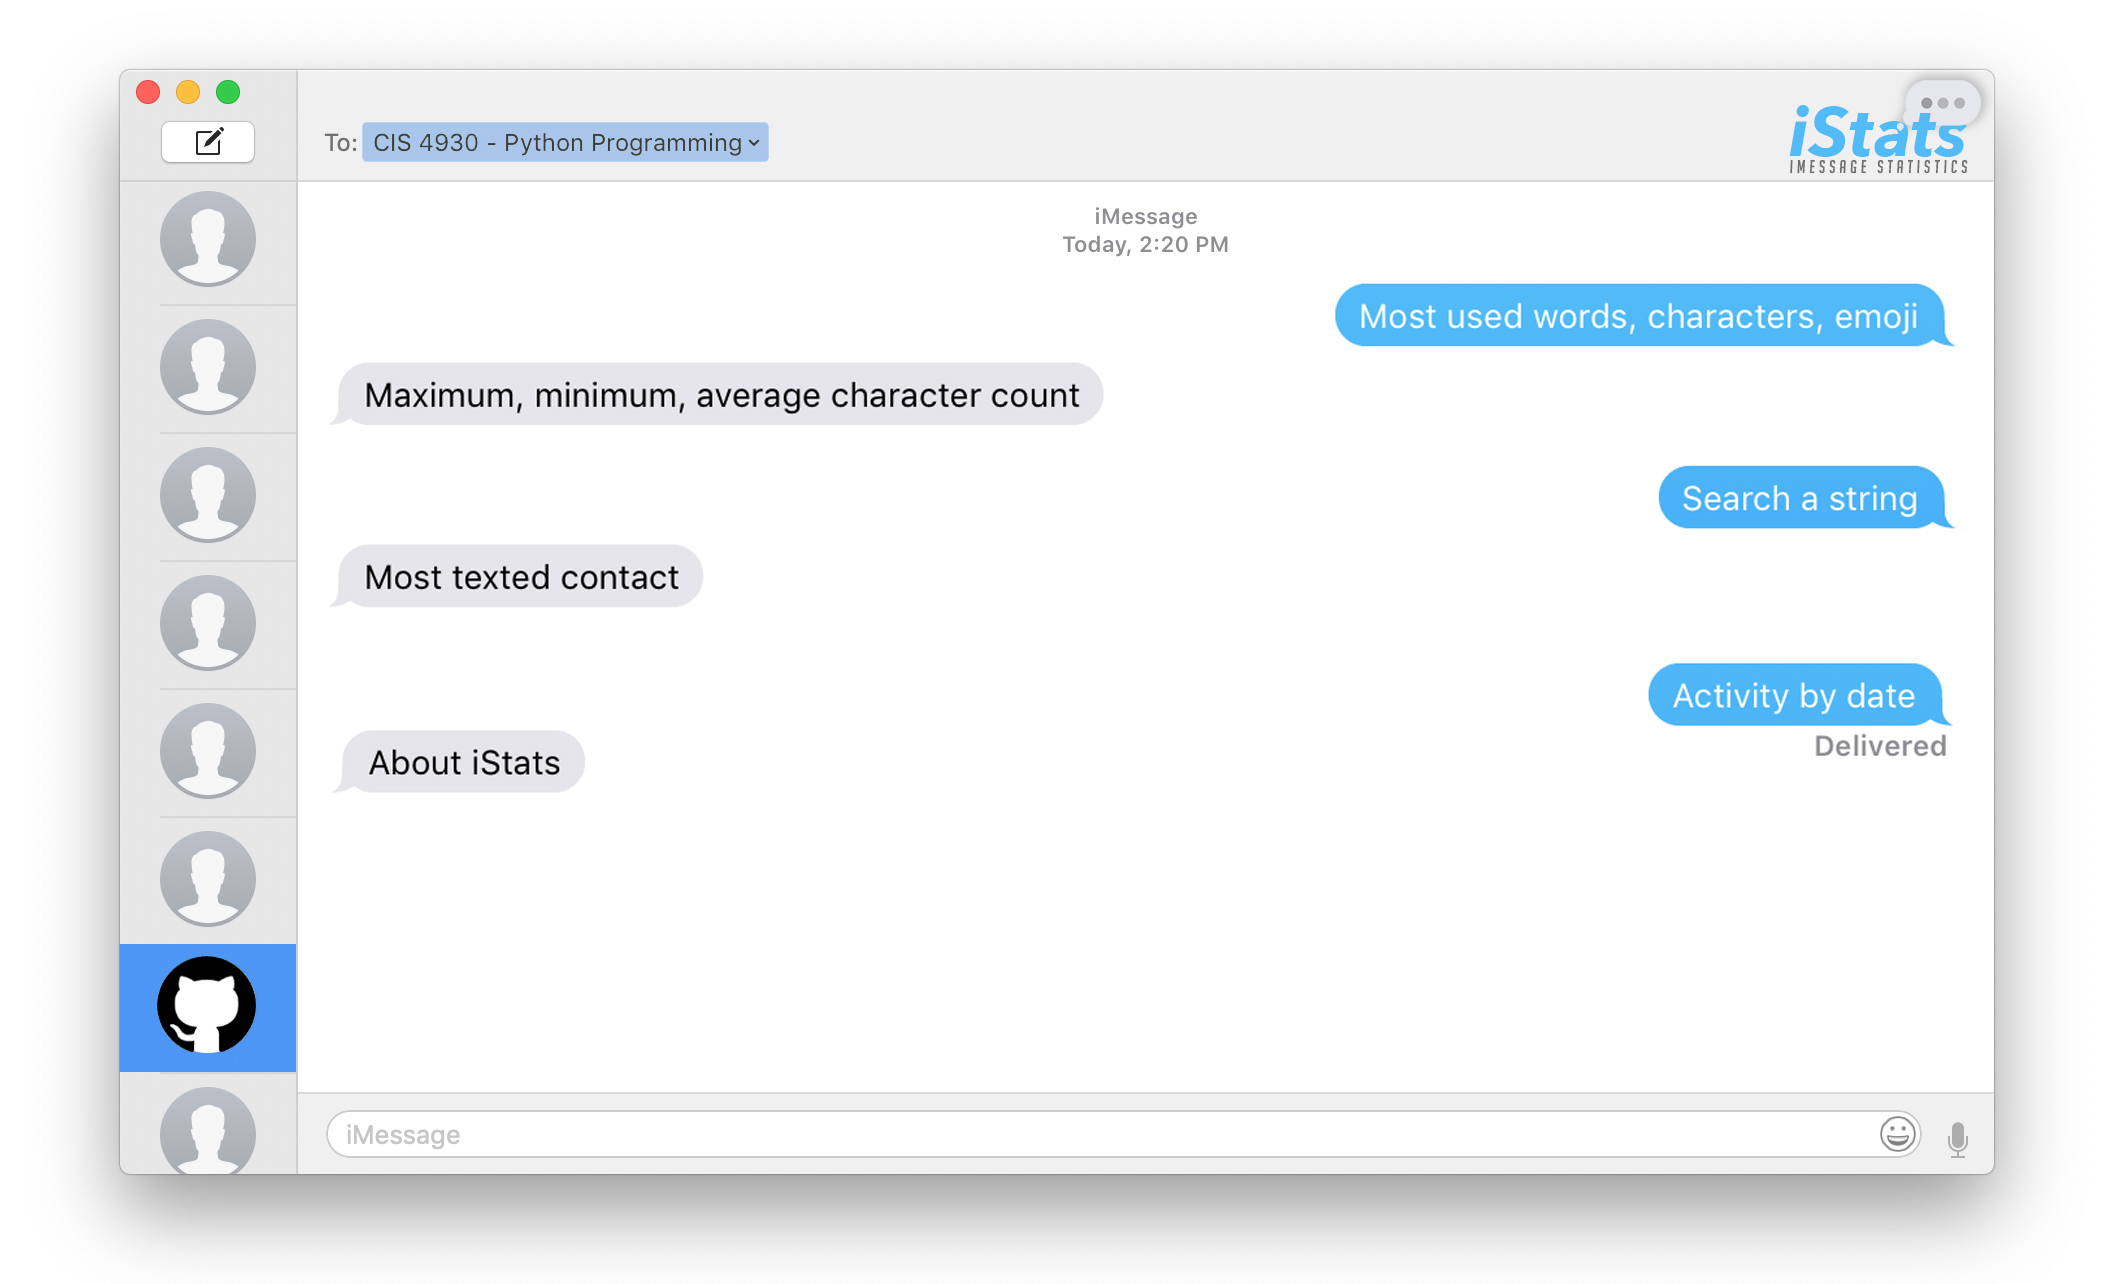 To: CIS 4930 - Python Programming
iStats
IMESSAGE STATISTICS
iMessage
Today, 2:20 PM
Most used words, characters, emoji
Maximum, minimum, average character count
Search a string
Most texted contact
Activity by date
Delivered
About iStats
iMessage